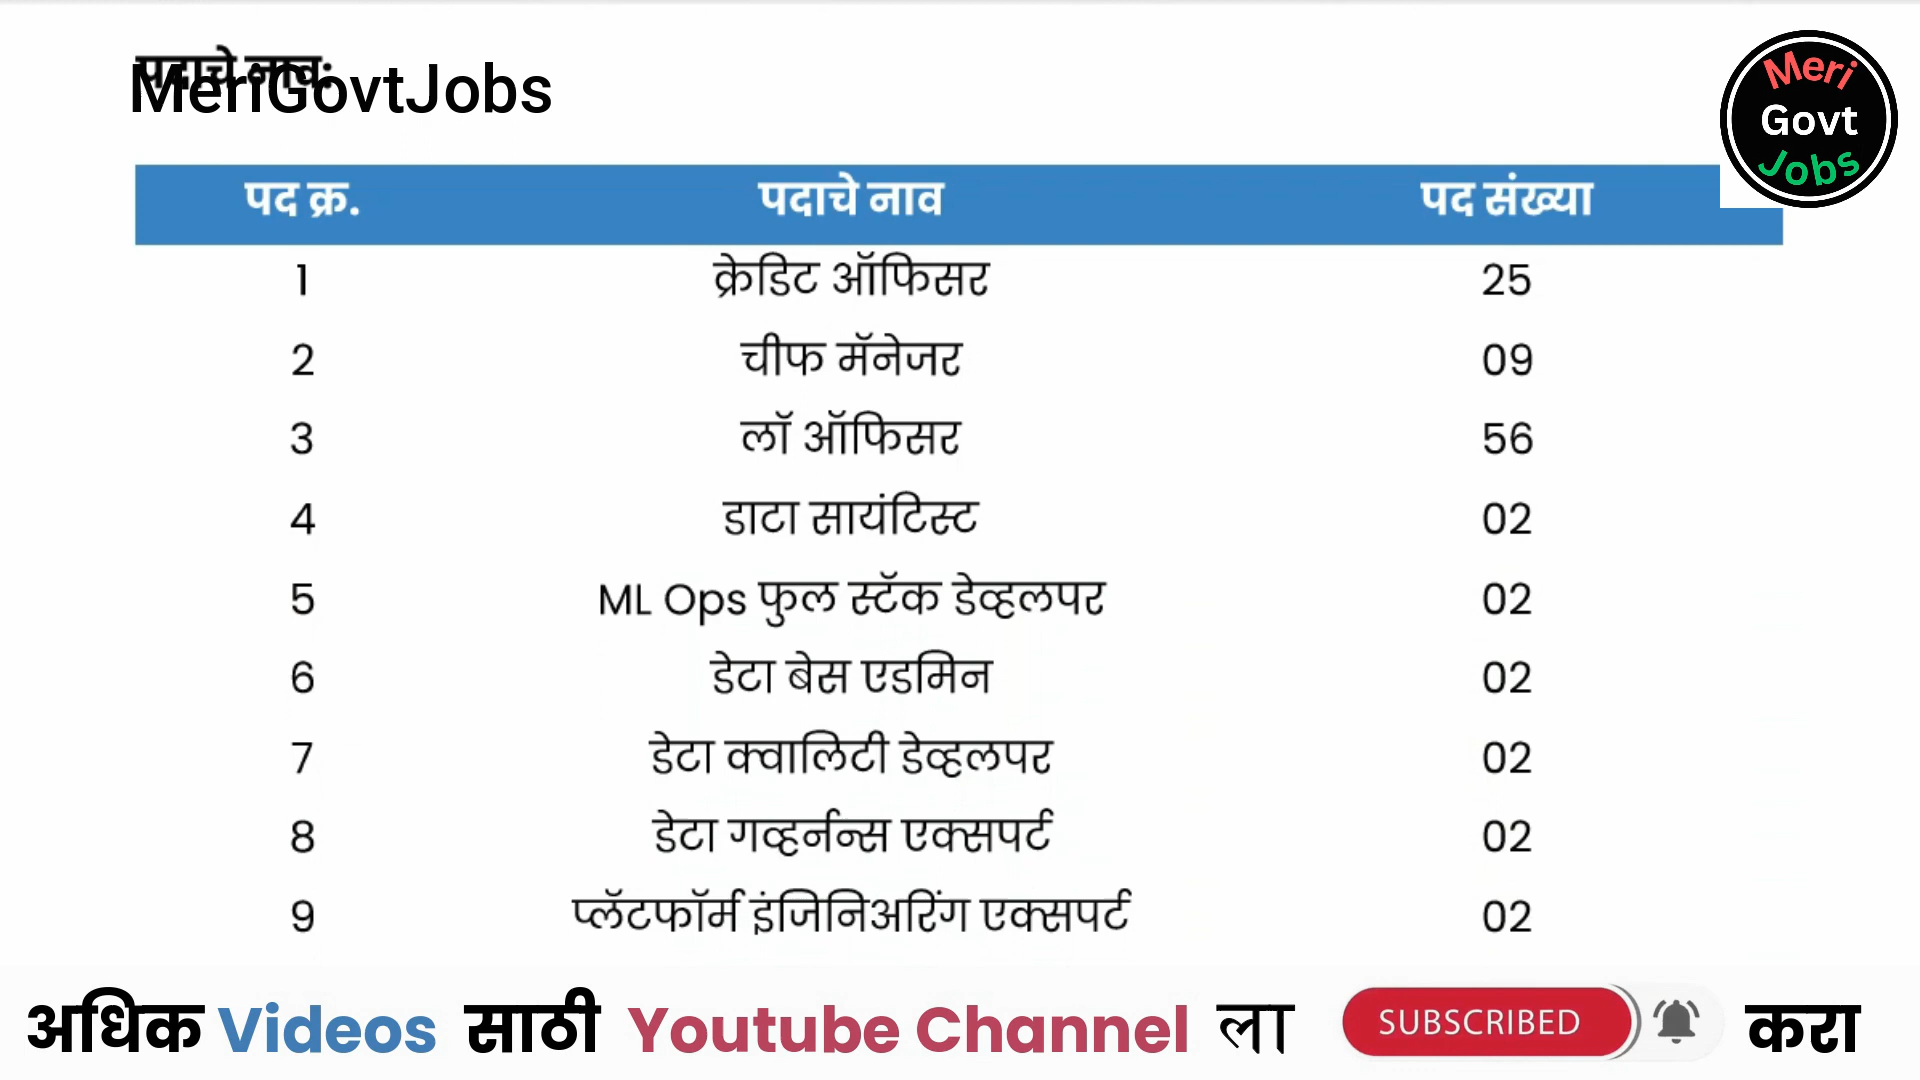 पदाचे नाव:
MeriGovtJobs
Meri
Govt
Jobs
पद क्र. पदाचे नाव पद संख्या
1 क्रेडिट ऑफिसर 25
2 चीफ मॅनेजर 09
3 लॉ ऑफिसर 56
4 डाटा सायंटिस्ट 02
5 ML Ops फुल स्टॅक डेव्हलपर 02
6 डेटा बेस एडमिन 02
7 डेटा क्वालिटी डेव्हलपर 02
8 डेटा गव्हर्नन्स एक्सपर्ट 02
9 प्लॅटफॉर्म इंजिनिअरिंग एक्सपर्ट 02
अधिक Videos साठी Youtube Channel ला SUBSCRIBED करा